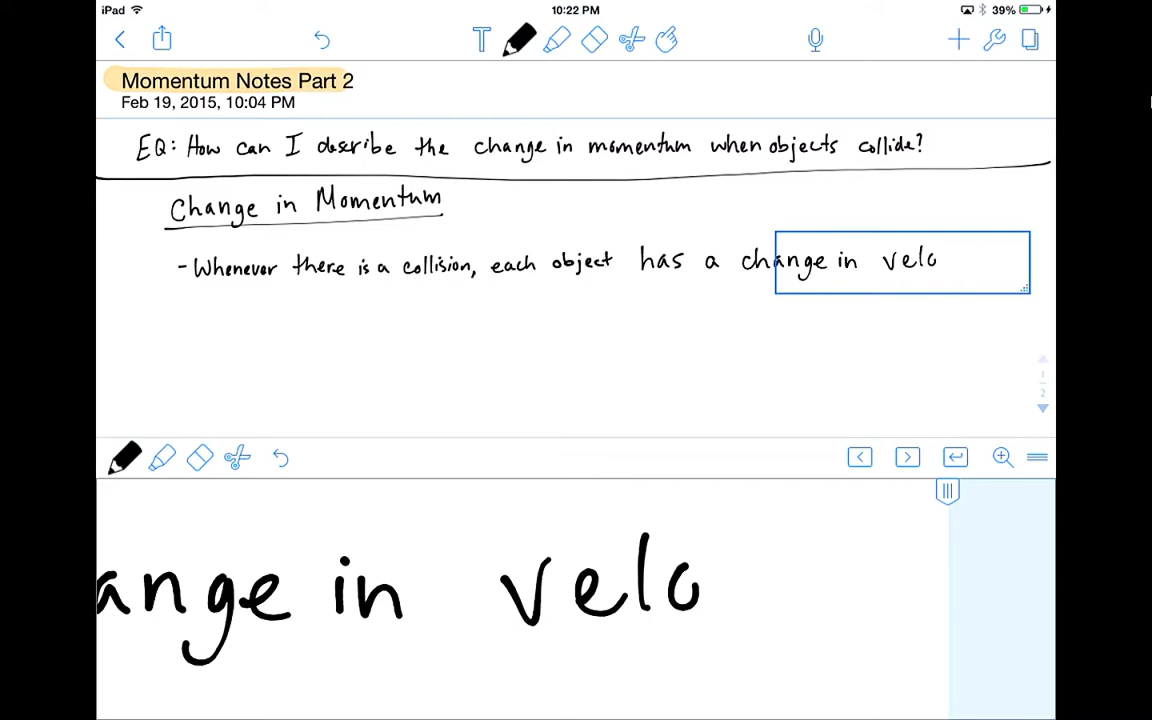 iPad 10:22 PM 39%
T
Momentum Notes Part 2
Feb 19, 2015, 10:04 PM
EQ: How can I describe the change in momentum when objects collide?
Change in Momentum
- Whenever there is a collision, each object has a change in velo
1
2
ange in velo